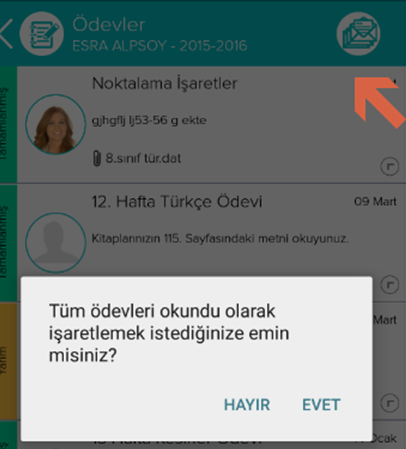 Ödevler
ESRA ALPSOY - 2015-2016
Tamamlanmış
Noktalama İşaretler
gjhgflj lj53-56 g ekte
8.sınıf tür.dat
Tamamlanmış
12. Hafta Türkçe Ödevi
09 Mart
Kitaplarınızın 115. Sayfasındaki metni okuyunuz.
Mart
Yarım
Tüm ödevleri okundu olarak
işaretlemek istediğinize emin
misiniz?
HAYIR EVET
Ocak